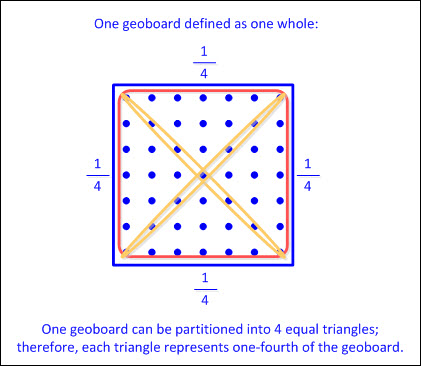 One geoboard defined as one whole:
1
4
1
4
1
4
1
4
One geoboard can be partitioned into 4 equal triangles;
therefore, each triangle represents one-fourth of the geoboard.